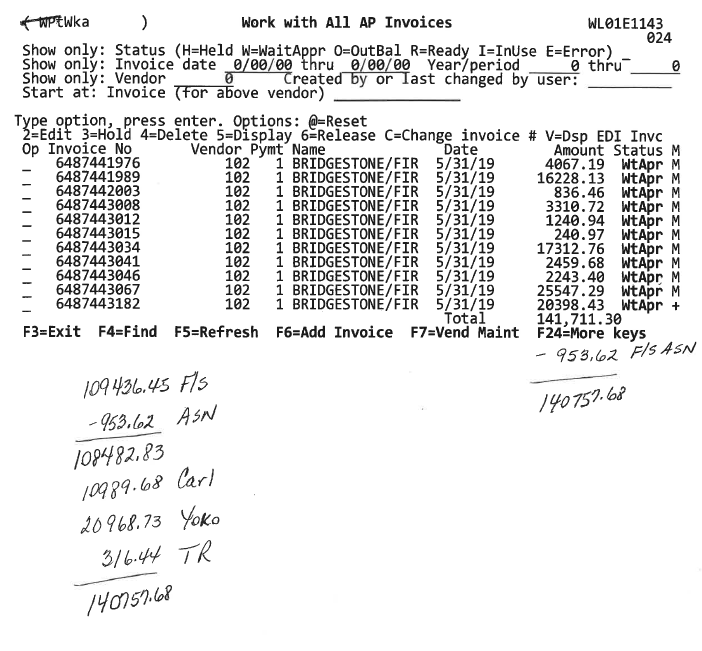 WPtWka ) Work with All AP Invoices WL01E1143
024
Show only: Status (H=Held W=WaitAppr O=OutBal R=Ready I=InUse E=Error) _
Show only: Invoice date 0/00/00 thru 0/00/00 Year/period 0 thru 0
Show only: Vendor 0 Created by or last changed by user: ________
Start at: Invoice (for above vendor) ____________
Type option, press enter. Options: @=Reset
2=Edit 3=Hold 4=Delete 5=Display 6=Release C=Change invoice # V=Dsp EDI Invc
Op Invoice No Vendor Pymt Name Date Amount Status M
_ 6487441976 102 1 BRIDGESTONE/FIR 5/31/19 4067.19 WtApr M
_ 6487441989 102 1 BRIDGESTONE/FIR 5/31/19 16228.13 WtApr M
_ 6487442003 102 1 BRIDGESTONE/FIR 5/31/19 836.46 WtApr M
_ 6487443008 102 1 BRIDGESTONE/FIR 5/31/19 3310.72 WtApr M
_ 6487443012 102 1 BRIDGESTONE/FIR 5/31/19 1240.94 WtApr M
_ 6487443015 102 1 BRIDGESTONE/FIR 5/31/19 240.97 WtApr M
_ 6487443034 102 1 BRIDGESTONE/FIR 5/31/19 17312.76 WtApr M
_ 6487443041 102 1 BRIDGESTONE/FIR 5/31/19 2459.68 WtApr M
_ 6487443046 102 1 BRIDGESTONE/FIR 5/31/19 2243.40 WtApr M
_ 6487443067 102 1 BRIDGESTONE/FIR 5/31/19 25547.29 WtApr M
_ 6487443182 102 1 BRIDGESTONE/FIR 5/31/19 20398.43 WtApr +
Total 141,711.30
F3=Exit F4=Find F5=Refresh F6=Add Invoice F7=Vend Maint F24=More keys
- 953.62 F/S ASN
140757.68
109436.45 F/s
-953.62 ASN
108482.83
10989.68 Carl
20968.73 Yoko
316.44 TR
140757.68